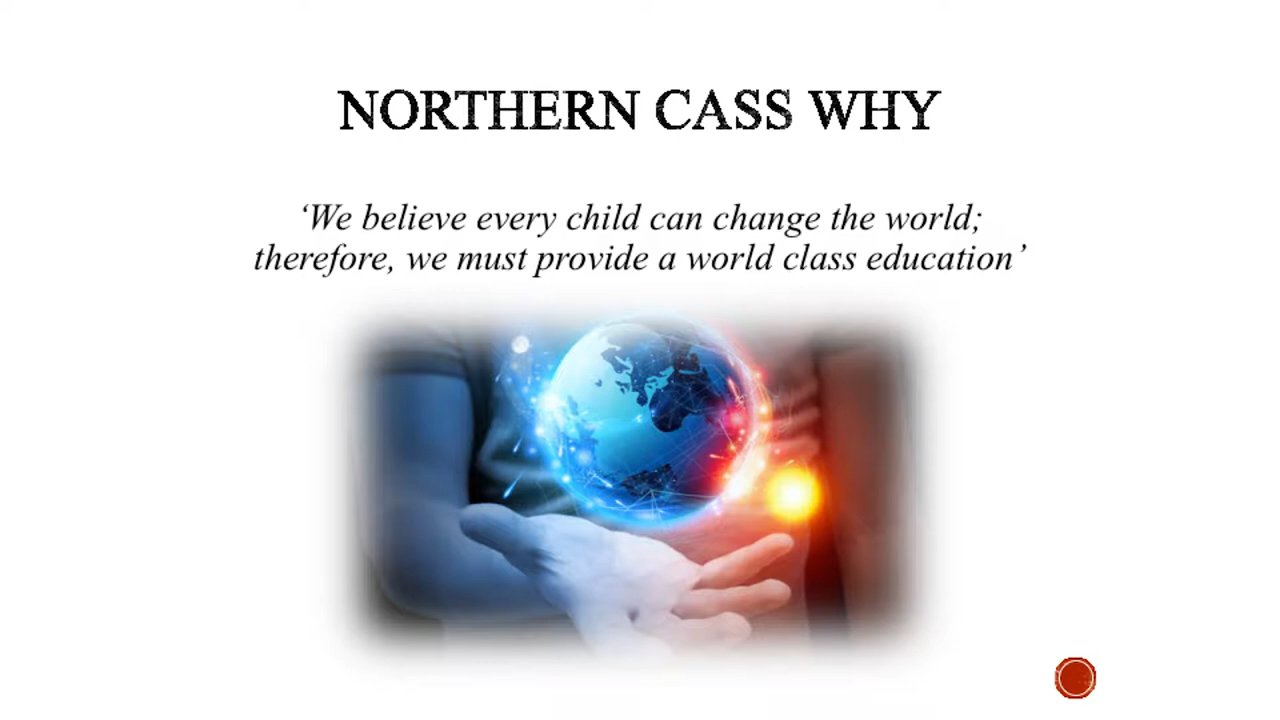 NORTHERN CASS WHY
‘We believe every child can change the world;
therefore, we must provide a world class education’